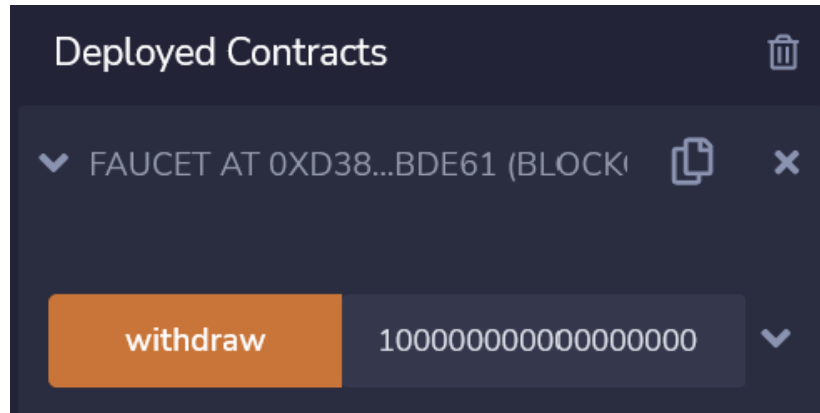 Deployed Contracts
FAUCET AT 0XD38...BDE61 (BLOCK
withdraw
100000000000000000